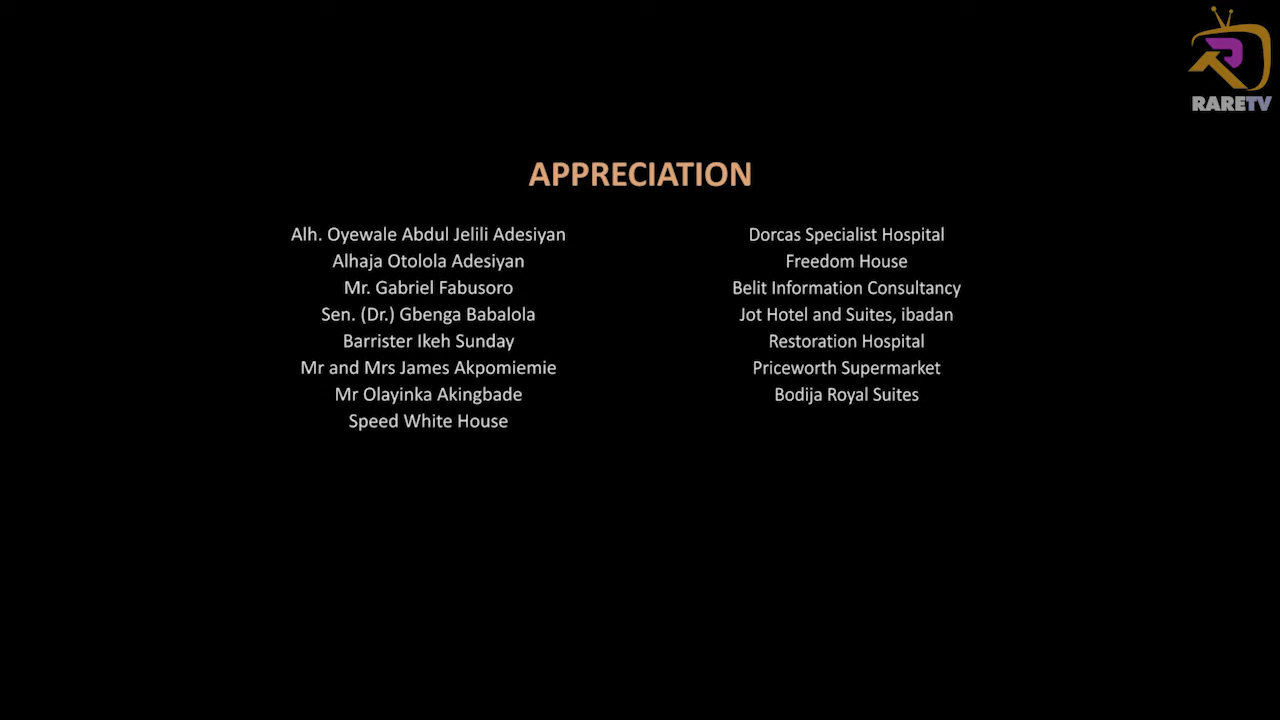 RARETV
APPRECIATION
Alh. Oyewale Abdul Jelili Adesiyan
Alhaja Otolola Adesiyan
Mr. Gabriel Fabusoro
Sen. (Dr.) Gbenga Babalola
Barrister Ikeh Sunday
Mr and Mrs James Akpomiemie
Mr Olayinka Akingbade
Speed White House
Dorcas Specialist Hospital
Freedom House
Belit Information Consultancy
Jot Hotel and Suites, ibadan
Restoration Hospital
Priceworth Supermarket
Bodija Royal Suites